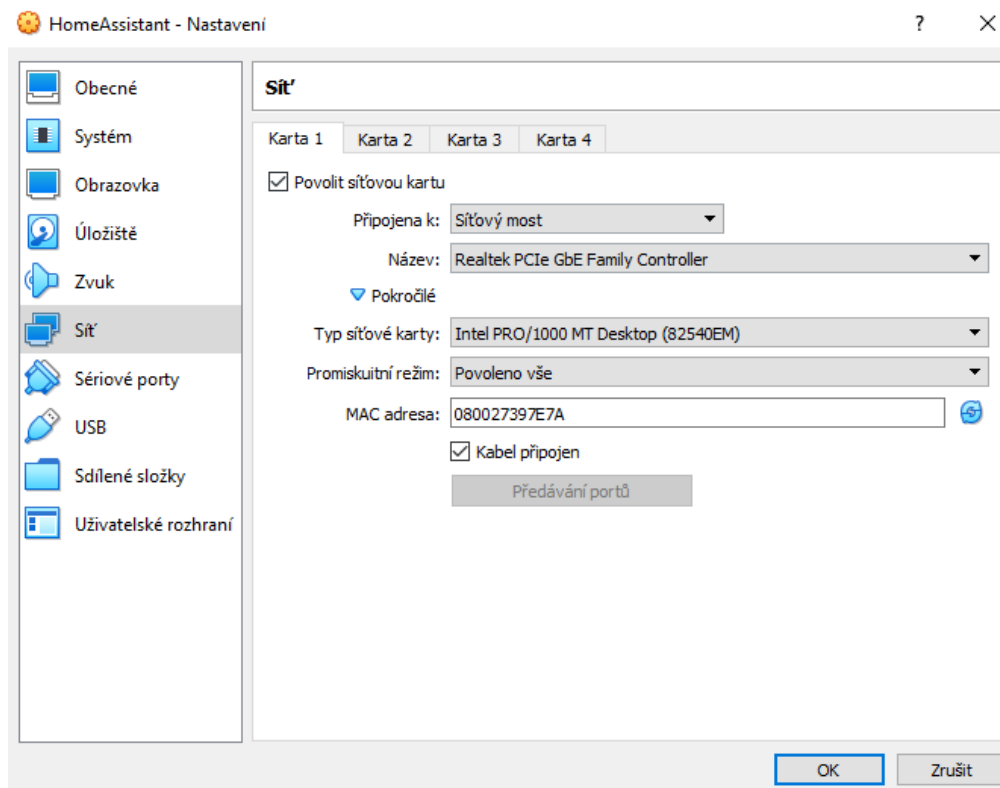 HomeAssistant - Nastavení
?
Obecné
Systém
Obrazovka
Úložiště
Zvuk
Síť
Sériové porty
USB
Sdílené složky
Uživatelské rozhraní
Síť
Karta 1 Karta 2 Karta 3 Karta 4
Povolit síťovou kartu
Připojena k: Síťový most
Název: Realtek PCIe GbE Family Controller
Pokročilé
Typ síťové karty: Intel PRO/1000 MT Desktop (82540EM)
Promiskuitní režim: Povoleno vše
MAC adresa: 080027397E7A
Kabel připojen
Předávání portů
OK Zrušit